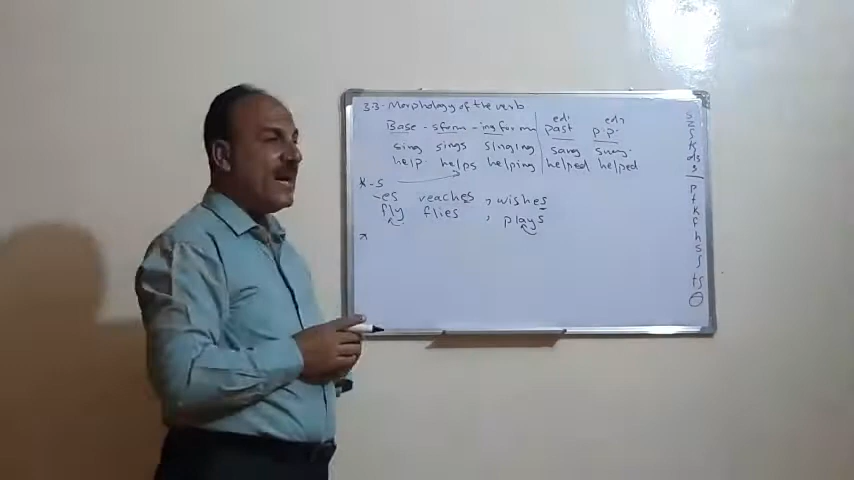 3.3. Morphology of the verb
ed1 ed2
Base - sform - ing form past p.p.
sing sings singing sang sung.
help helps helping helped helped
* -s
-es reaches , wishes
fly flies , plays
s
z
ʃ
p
t
k
f
h
s
ʃ
tʃ
θ